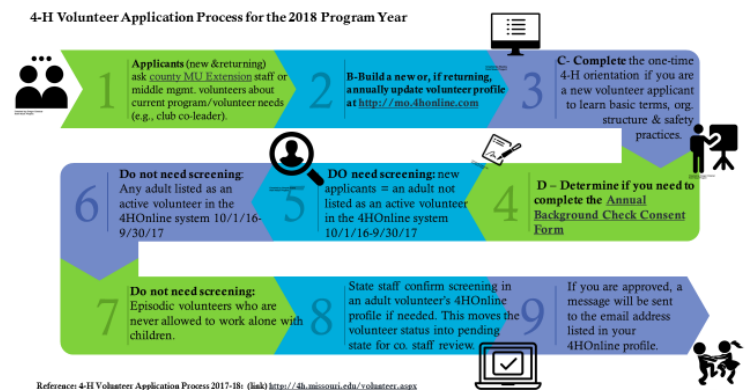 4-H Volunteer Application Process for the 2018 Program Year
1
Applicants (new &returning)
ask county MU Extension staff or
middle mgmt. volunteers about
current program/volunteer needs
(e.g., club co-leader).
2
B-Build a new or, if returning,
annually update volunteer profile
at http://mo.4honline.com
3
C- Complete the one-time
4-H orientation if you are
a new volunteer applicant
to learn basic terms, org.
structure & safety
practices.
4
D – Determine if you need to
complete the Annual
Background Check Consent
Form
5
DO need screening: new
applicants = an adult not
listed as an active volunteer
in the 4HOnline system
10/1/16-9/30/17
6
Do not need screening:
Any adult listed as an
active volunteer in the
4HOnline system 10/1/16-
9/30/17
7
Do not need screening:
Episodic volunteers who are
never allowed to work alone with
children.
8
State staff confirm screening in
an adult volunteer's 4HOnline
profile if needed. This moves the
volunteer status into pending
state for co. staff review.
9
If you are approved, a
message will be sent
to the email address
listed in your
4HOnline profile.
Reference: 4-H Volunteer Application Process 2017-18: (link) http://4h.missouri.edu/volunteer.aspx